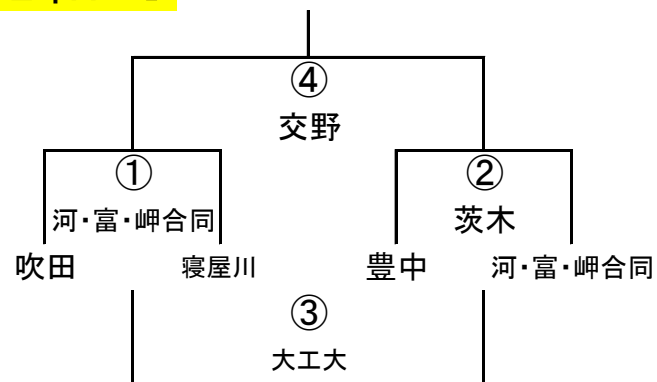 ④
交野
① ②
河・富・岬合同 茨木
吹田 寝屋川 豊中 河・富・岬合同
③
大工大